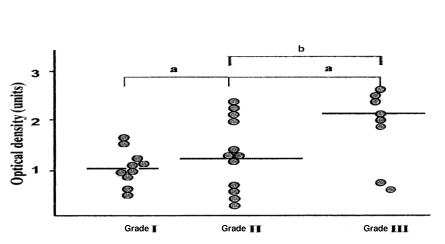 b
a
a
3
2
1
Optical density (units)
Grade I
Grade II
Grade III